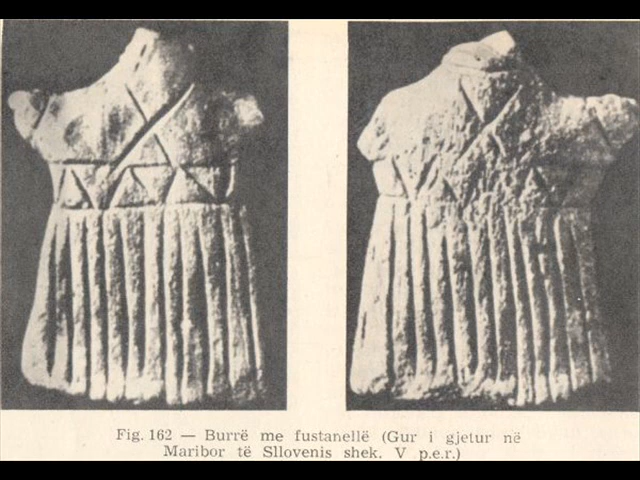 Fig. 162 — Burrë me fustanellë (Gur i gjetur në
Maribor të Sllovenis shek. V p.e.r.)